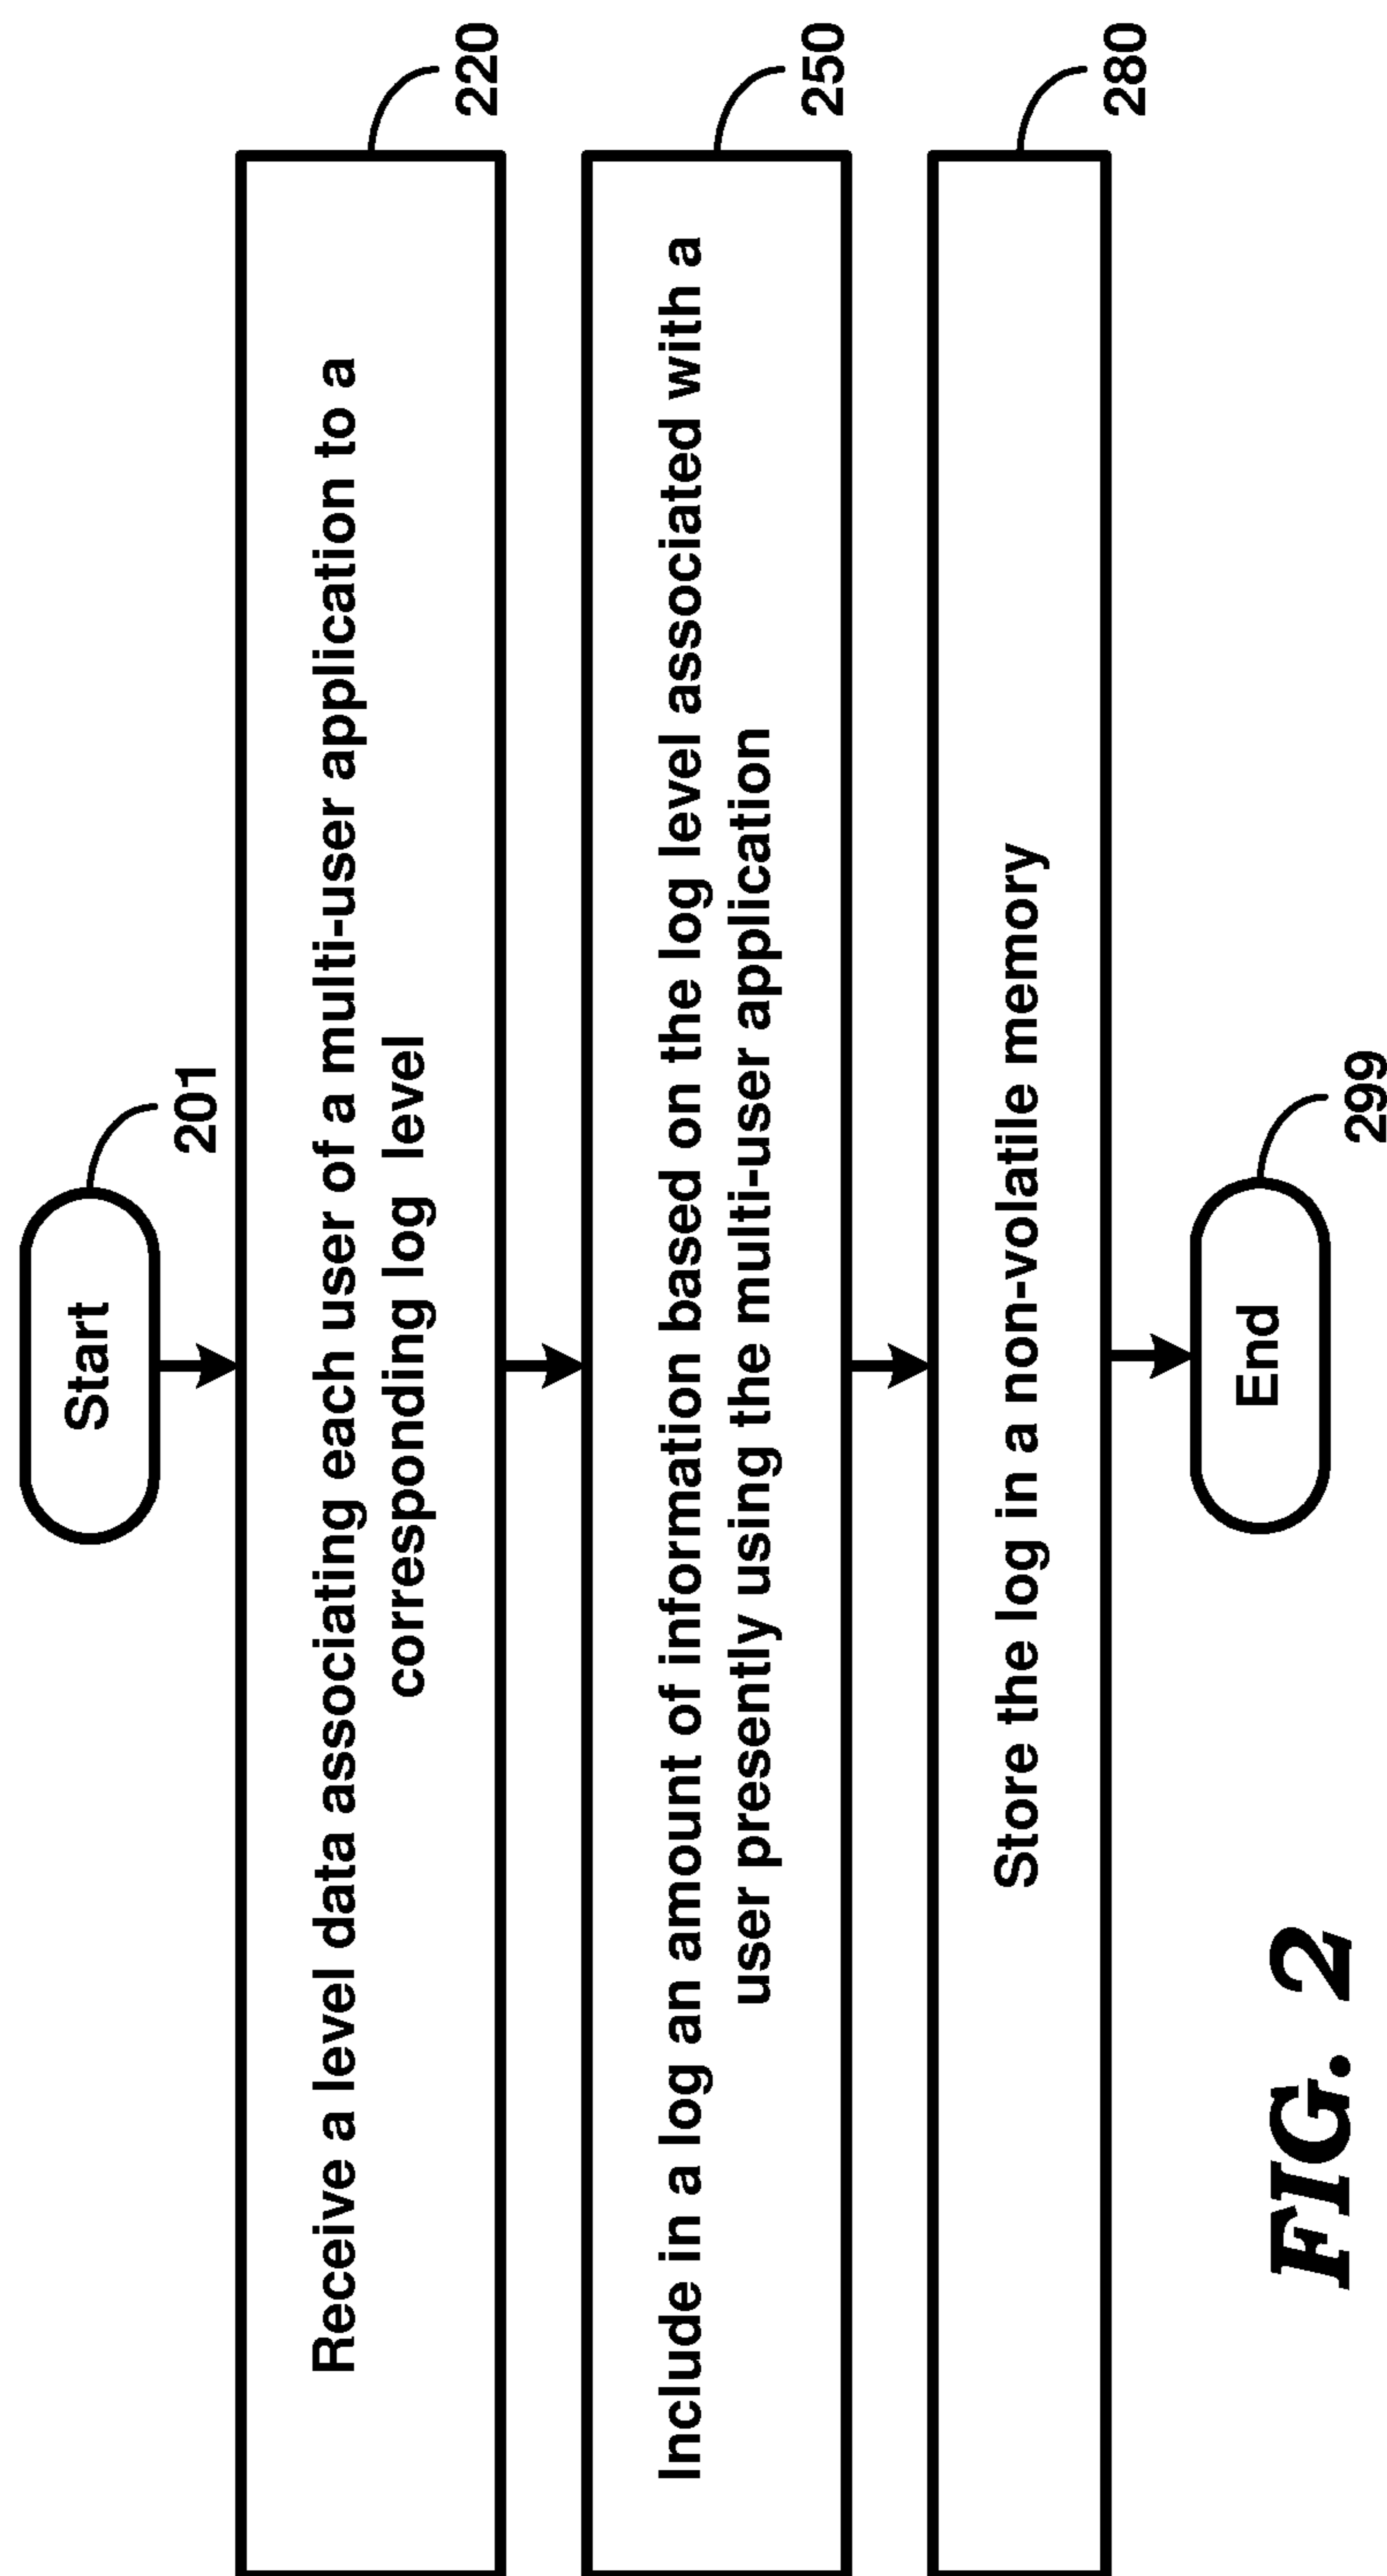 Start
201
Receive a level data associating each user of a multi-user application to a
corresponding log level
220
Include in a log an amount of information based on the log level associated with a
user presently using the multi-user application
250
Store the log in a non-volatile memory
280
End
299
FIG. 2